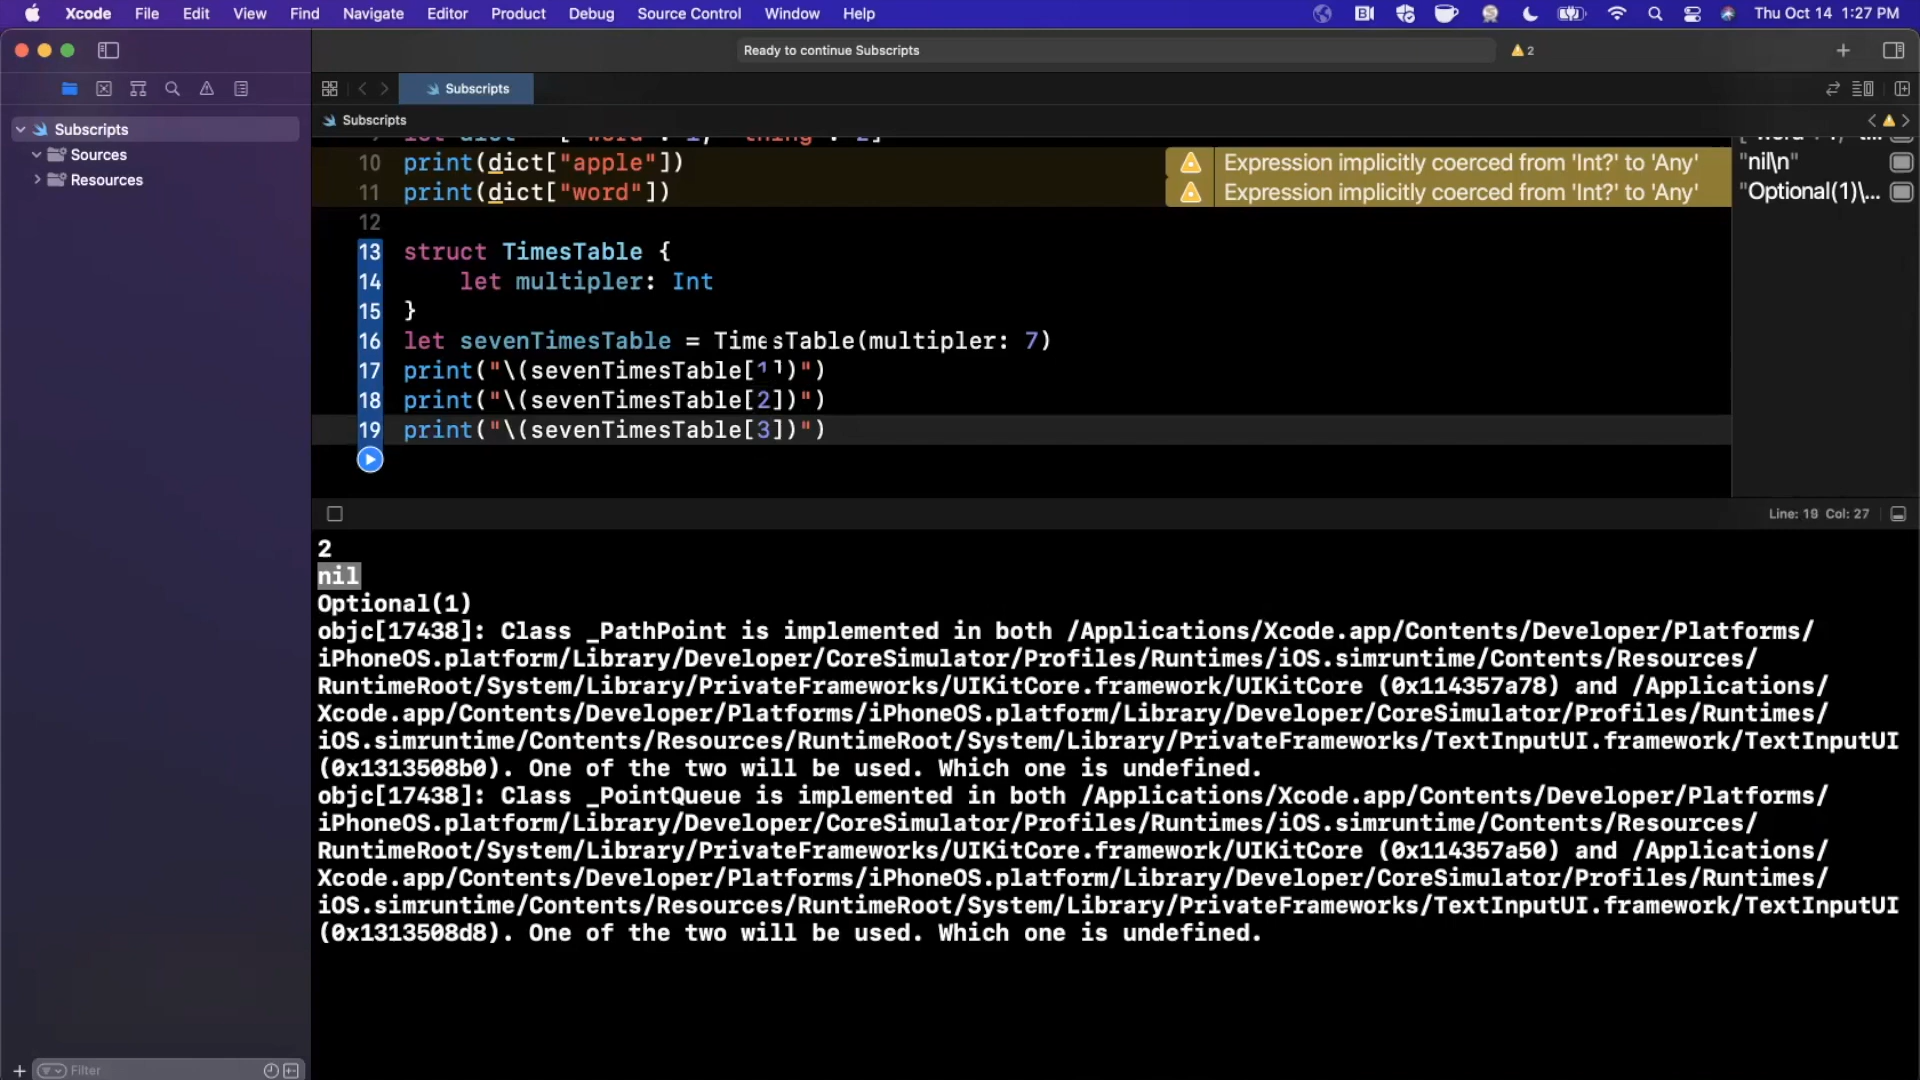 Xcode File Edit View Find Navigate Editor Product Debug Source Control Window Help Thu Oct 14 1:27 PM
Ready to continue Subscripts 2
Subscripts
Subscripts
Subscripts
Sources
Resources
10 print(dict["apple"]) Expression implicitly coerced from 'Int?' to 'Any' "nil\n"
11 print(dict["word"]) Expression implicitly coerced from 'Int?' to 'Any' "Optional(1)\...
12
13 struct TimesTable {
14 let multipler: Int
15 }
16 let sevenTimesTable = TimesTable(multipler: 7)
17 print("\(sevenTimesTable[1])")
18 print("\(sevenTimesTable[2])")
19 print("\(sevenTimesTable[3])")
Line: 19 Col: 27
2
nil
Optional(1)
objc[17438]: Class _PathPoint is implemented in both /Applications/Xcode.app/Contents/Developer/Platforms/
iPhoneOS.platform/Library/Developer/CoreSimulator/Profiles/Runtimes/iOS.simruntime/Contents/Resources/
RuntimeRoot/System/Library/PrivateFrameworks/UIKitCore.framework/UIKitCore (0x114357a78) and /Applications/
Xcode.app/Contents/Developer/Platforms/iPhoneOS.platform/Library/Developer/CoreSimulator/Profiles/Runtimes/
iOS.simruntime/Contents/Resources/RuntimeRoot/System/Library/PrivateFrameworks/TextInputUI.framework/TextInputUI
(0x1313508b0). One of the two will be used. Which one is undefined.
objc[17438]: Class _PointQueue is implemented in both /Applications/Xcode.app/Contents/Developer/Platforms/
iPhoneOS.platform/Library/Developer/CoreSimulator/Profiles/Runtimes/iOS.simruntime/Contents/Resources/
RuntimeRoot/System/Library/PrivateFrameworks/UIKitCore.framework/UIKitCore (0x114357a50) and /Applications/
Xcode.app/Contents/Developer/Platforms/iPhoneOS.platform/Library/Developer/CoreSimulator/Profiles/Runtimes/
iOS.simruntime/Contents/Resources/RuntimeRoot/System/Library/PrivateFrameworks/TextInputUI.framework/TextInputUI
(0x1313508d8). One of the two will be used. Which one is undefined.
Filter